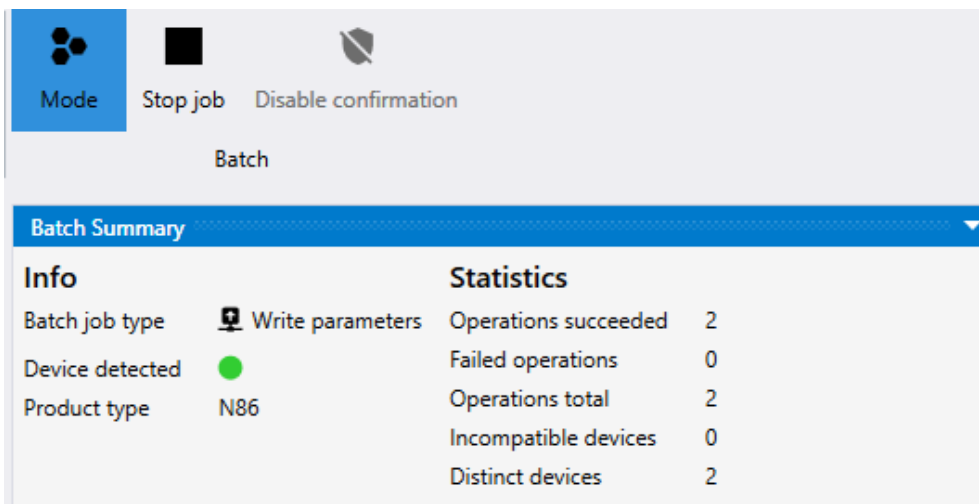 Mode
Stop job
Disable confirmation
Batch
Batch Summary
Info
Batch job type Write parameters
Device detected
Product type N86
Statistics
Operations succeeded 2
Failed operations 0
Operations total 2
Incompatible devices 0
Distinct devices 2